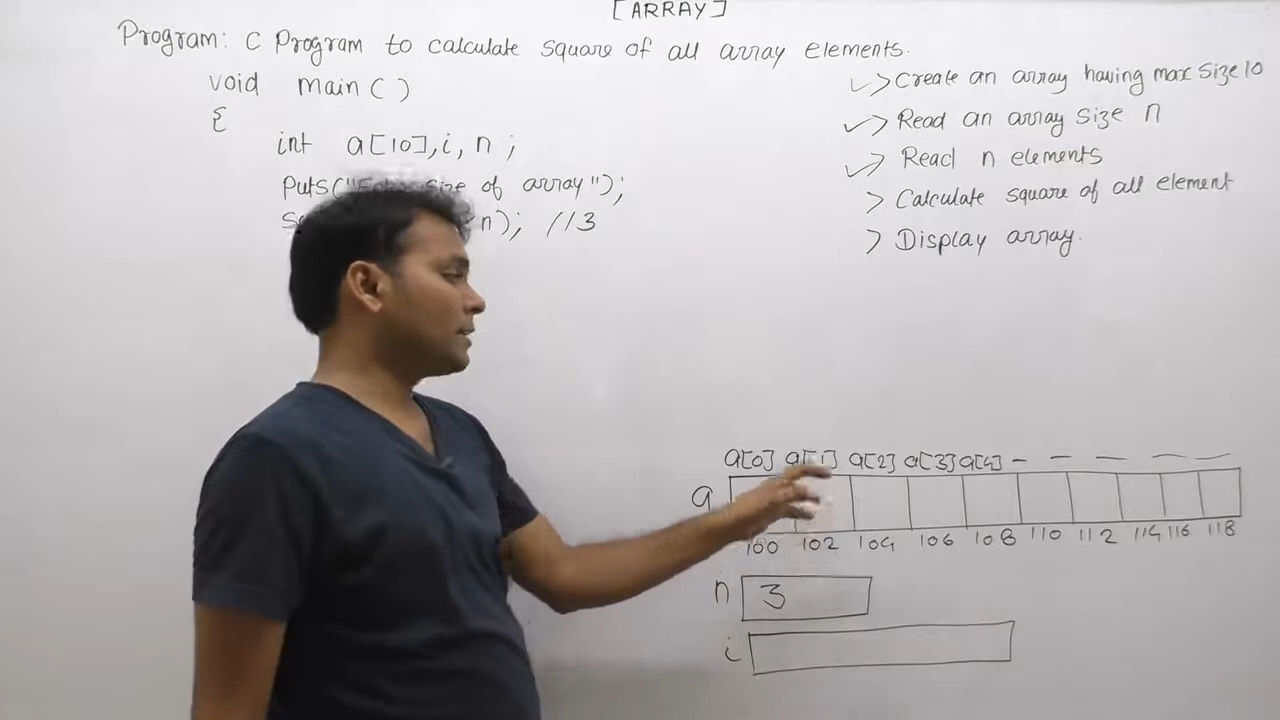 [ARRAY]
Program: C Program to calculate square of all array elements.
void main()
{
int a[10], i, n ;
Puts(" size of array");
n); //3
> Create an array having max size 10
> Read an array size n
> Read n elements
> Calculate square of all element
> Display array.
a[0] a[1] a[2] a[3] a[4] - - - - -
a
100 102 104 106 108 110 112 114 116 118
n 3
i